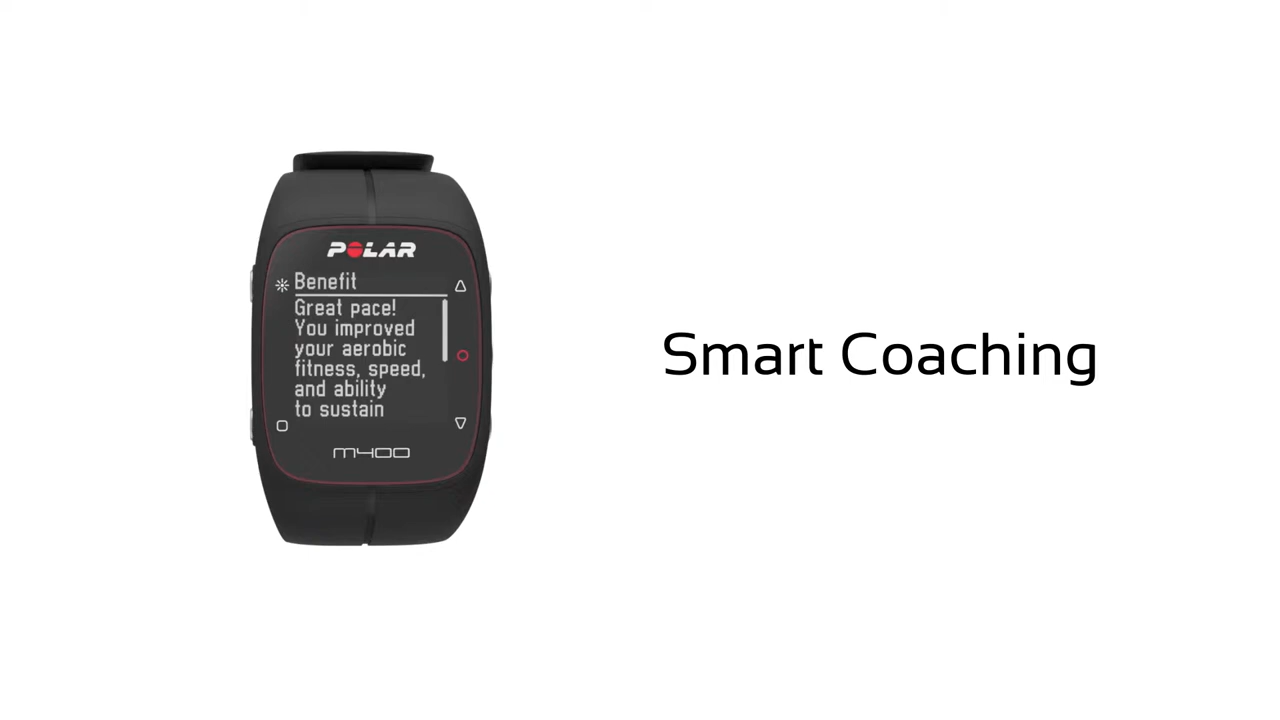 POLAR
Benefit
Great pace!
You improved
your aerobic
fitness, speed,
and ability
to sustain
M400
Smart Coaching